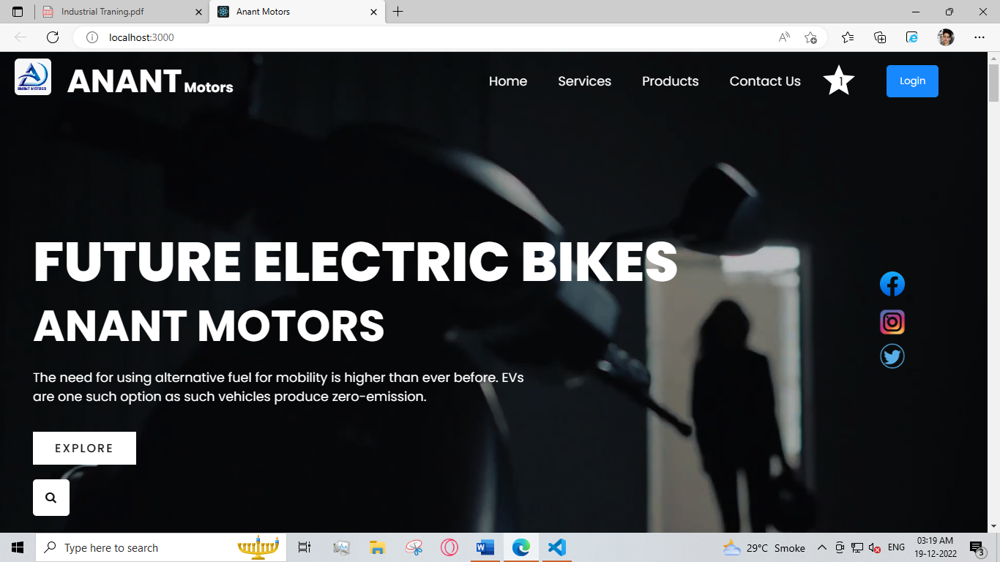 Industrial Traning.pdf
Anant Motors
localhost:3000
ANANT MOTORS
ANANT Motors
Home
Services
Products
Contact Us
1
Login
FUTURE ELECTRIC BIKES
ANANT MOTORS
The need for using alternative fuel for mobility is higher than ever before. EVs
are one such option as such vehicles produce zero-emission.
EXPLORE
Type here to search
29°C Smoke
ENG
03:19 AM
19-12-2022
3